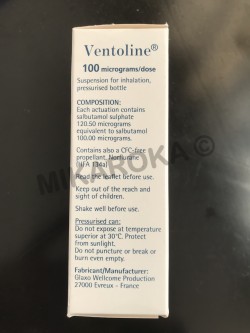 Ventoline®
100 micrograms/dose
Suspension for inhalation,
pressurised bottle
COMPOSITION:
Each actuation contains
salbutamol sulphate
120.50 micrograms
equivalent to salbutamol
100.00 micrograms.
Contains also a CFC-free
propellant, Norflurane
(HFA 134a)
Read the leaflet before use.
Keep out of the reach and
sight of children.
Shake well before use.
Pressurised can:
Do not expose at temperature
superior at 30°C. Protect
from sunlight.
Do not puncture or break or
burn even empty.
Fabricant/Manufacturer:
Glaxo Wellcome Production
27000 Evreux - France
MIKAROKA ©